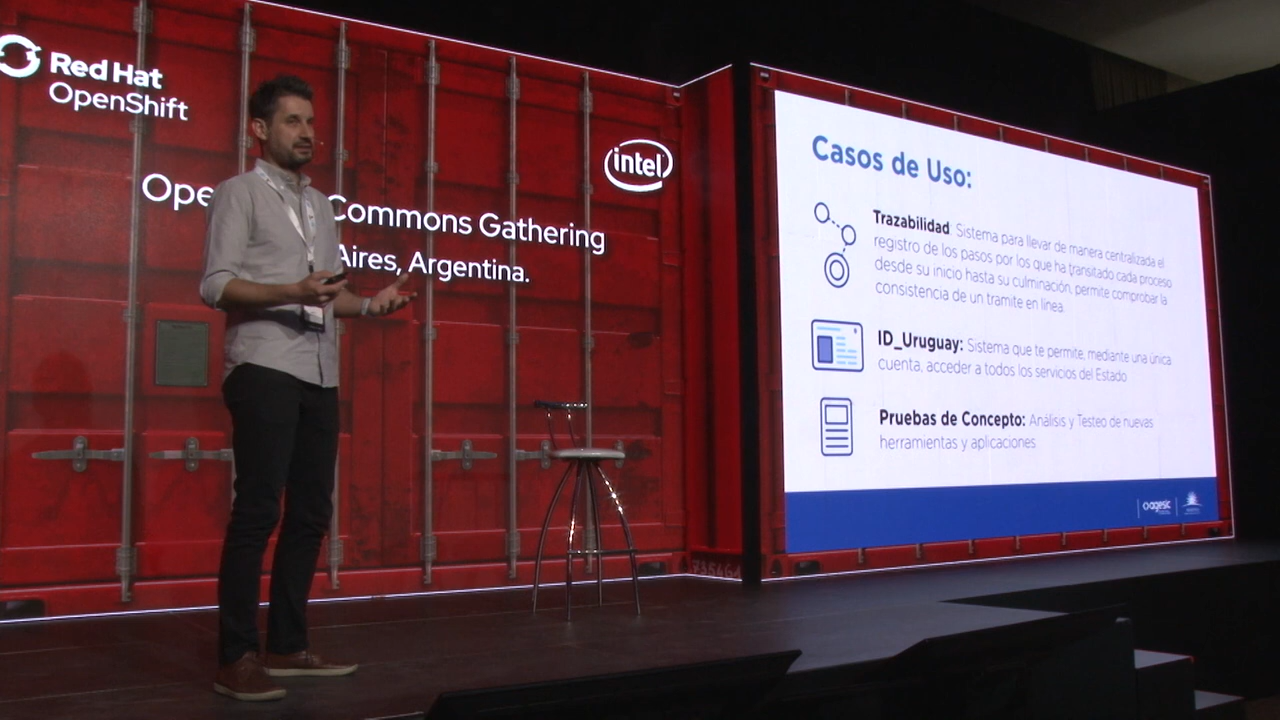 Red Hat
OpenShift
intel
Ope Commons Gathering
Aires, Argentina.
Casos de Uso:
Trazabilidad Sistema para llevar de manera centralizada el
registro de los pasos por los que ha transitado cada proceso
desde su inicio hasta su culminación, permite comprobar la
consistencia de un tramite en línea.
ID_Uruguay: Sistema que te permite, mediante una única
cuenta, acceder a todos los servicios del Estado
Pruebas de Concepto: Análisis y Testeo de nuevas
herramientas y aplicaciones
agesic